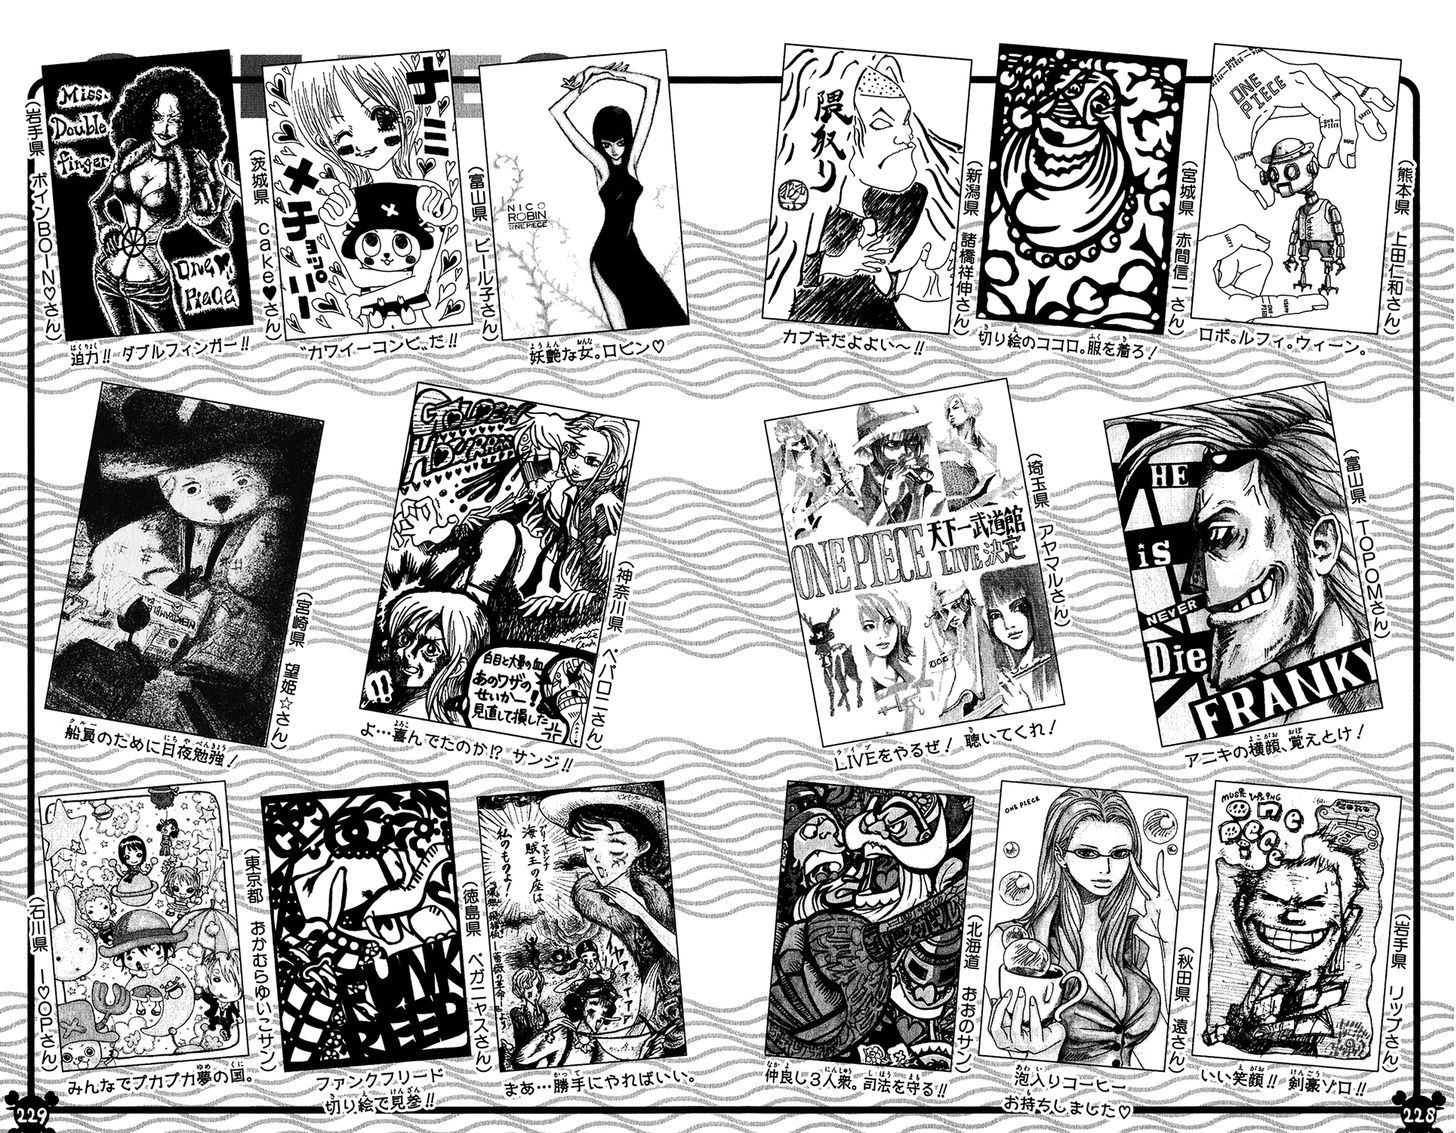 ONE PIECE
(熊本県 上田仁和さん)
ロボ。ルフィ。ウィーン。
(宮城県 赤間信一さん)
切り絵のココロ。服を着ろ!
隈取り
(新潟県 諸橋祥伸さん)
カブキだよよい〜!!
NICO
ROBIN
ONE PIECE
(富山県 ビール子さん)
妖艶な女。ロビン♡
ナミ
×チョッパー
(茨城県 cake♥さん)
“カワイーコンビ”だ!!
Miss.
Double
finger
One♥
Piece
(岩手県 ボインBOIN♡さん)
迫力!! ダブルフィンガー!!
HE
is
NEVER
Die
FRANKY
(富山県 TOPOMさん)
アニキの横顔、覚えとけ!
ONE PIECE 天下一武道館
LIVE 決定
(埼玉県 アヤマルさん)
LIVEをやるぜ! 聴いてくれ!
白目と大量の血
あのワザの
せいかー!
見直して損した
!!
(神奈川県 ペパロニさん)
よ…喜んでたのか!? サンジ!!
(宮崎県 望姫☆さん)
船員のために日夜勉強!
(岩手県 リップさん)
いい笑顔!! 剣豪ゾロ!!
ONE PIECE
(秋田県 遠さん)
泡入りコーヒー
お持ちしました♡
(北海道 おおのサン)
仲良し3人衆。司法を守る!!
海賊王の座は
私のものよ!
(徳島県 ペガニヤスさん)
まあ…勝手にやればいい。
FUNK
FREED
(東京都 おかむらゆいこサン)
ファンクフリード
切り絵で見参!!
(石川県 I♡OPさん)
みんなでプカプカ夢の国。
229
228